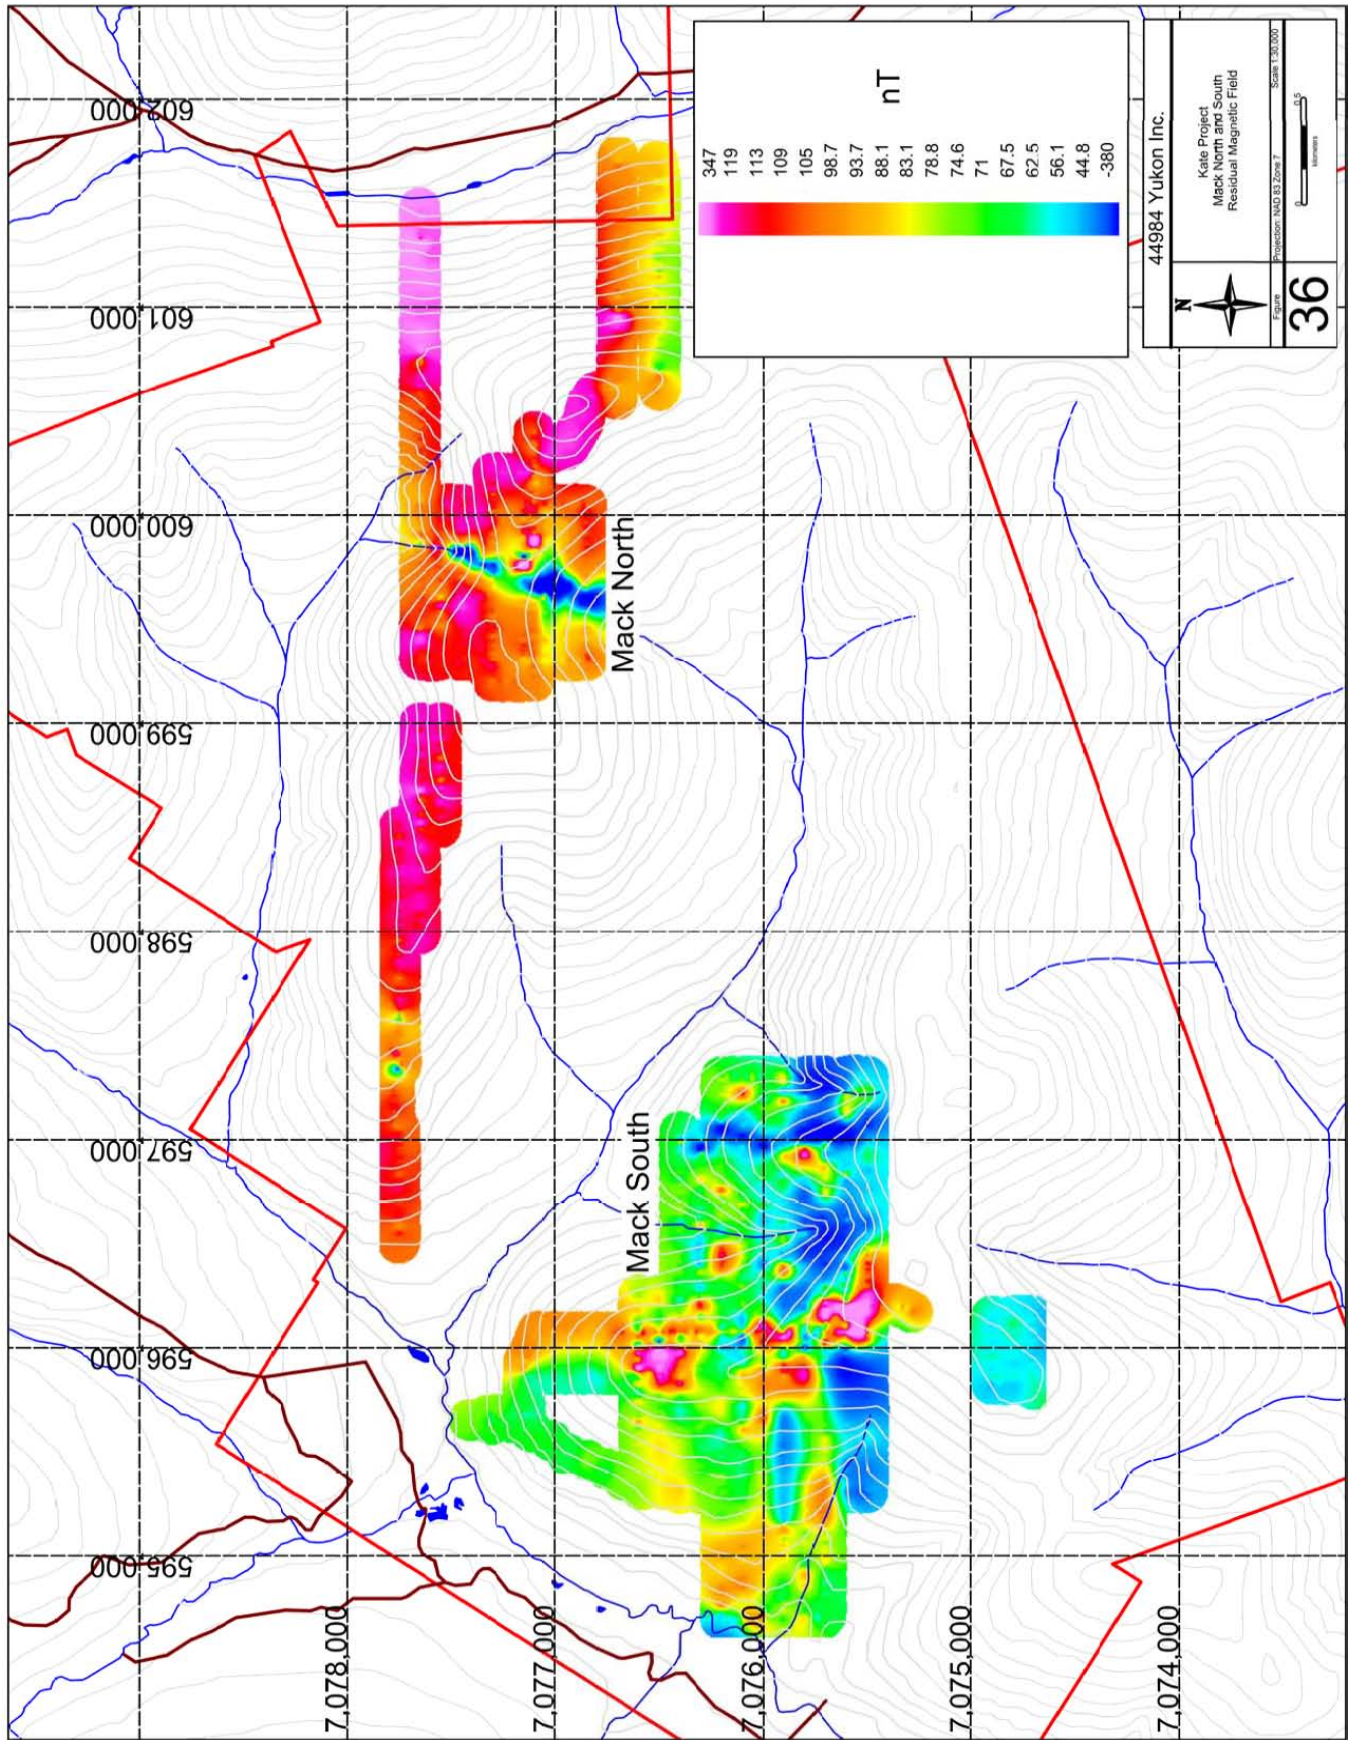 602,000
601,000
600,000
599,000
598,000
597,000
596,000
595,000
7,078,000
7,077,000
7,076,000
7,075,000
7,074,000
Mack North
Mack South
nT
347
119
113
109
105
98.7
93.7
88.1
83.1
78.8
74.6
71
67.5
62.5
56.1
44.8
-380
44984 Yukon Inc.
N
Kate Project
Mack North and South
Residual Magnetic Field
Figure
36
Projection: NAD 83 Zone 7
Scale 1:30,000
0
0.5
kilometers